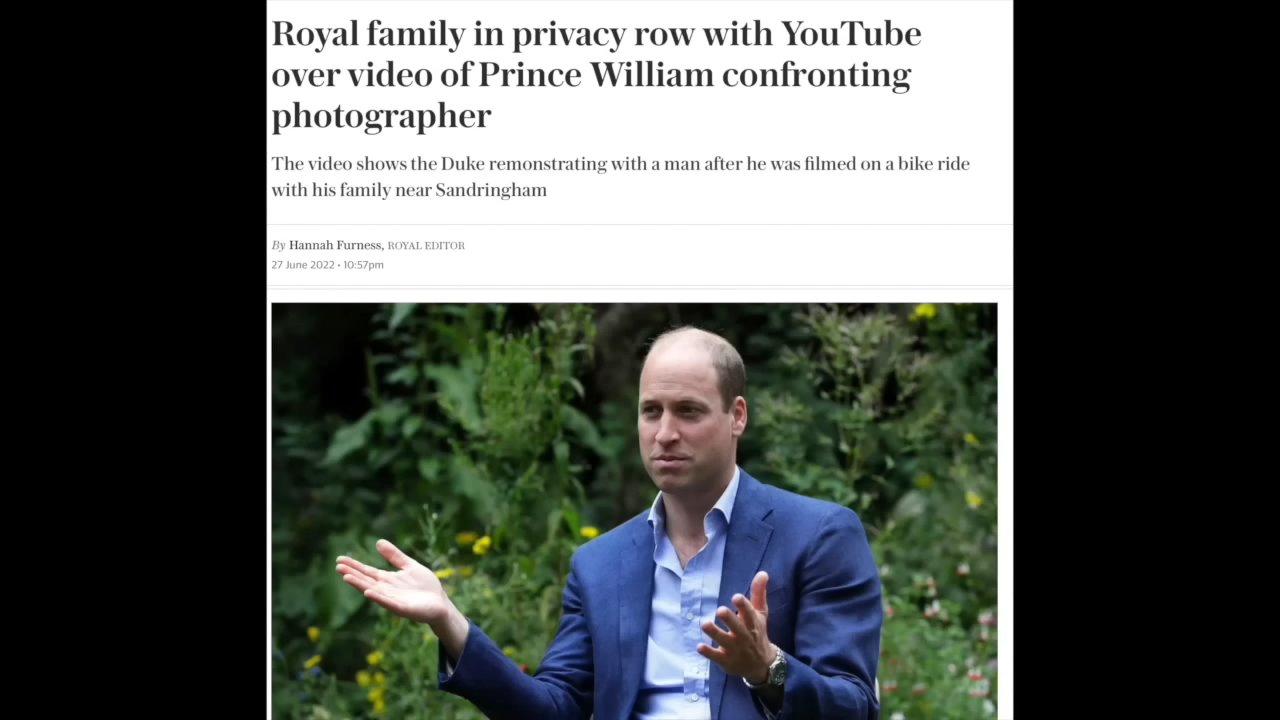 Royal family in privacy row with YouTube
over video of Prince William confronting
photographer
The video shows the Duke remonstrating with a man after he was filmed on a bike ride
with his family near Sandringham
By Hannah Furness, ROYAL EDITOR
27 June 2022 • 10:57pm